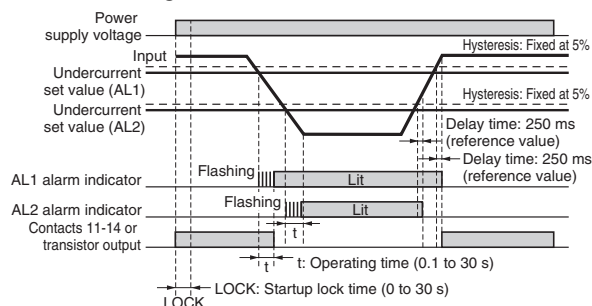 Power
supply voltage
Input
Hysteresis: Fixed at 5%
Undercurrent
set value (AL1)
Hysteresis: Fixed at 5%
Undercurrent
set value (AL2)
Delay time: 250 ms
(reference value)
Delay time: 250 ms
(reference value)
Flashing
Lit
AL1 alarm indicator
Flashing
Lit
AL2 alarm indicator
Contacts 11-14 or
transistor output
t
t
t: Operating time (0.1 to 30 s)
LOCK: Startup lock time (0 to 30 s)
LOCK